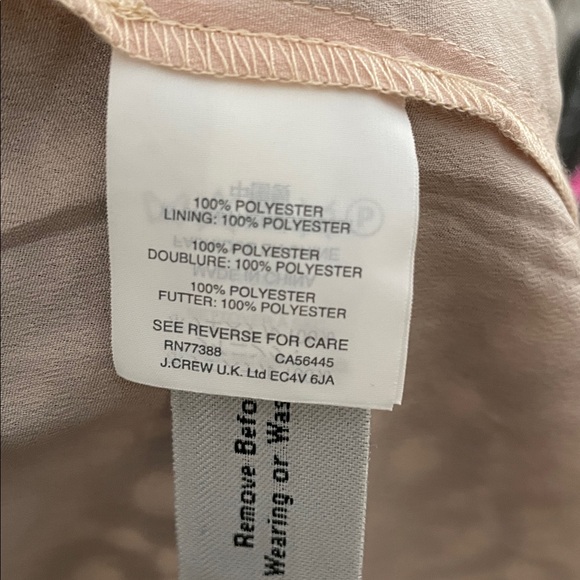 100% POLYESTER
LINING: 100% POLYESTER
100% POLYESTER
DOUBLURE: 100% POLYESTER
100% POLYESTER
FUTTER: 100% POLYESTER
SEE REVERSE FOR CARE
RN77388 CA56445
J.CREW U.K. Ltd EC4V 6JA
Remove Befo
Wearing or Was